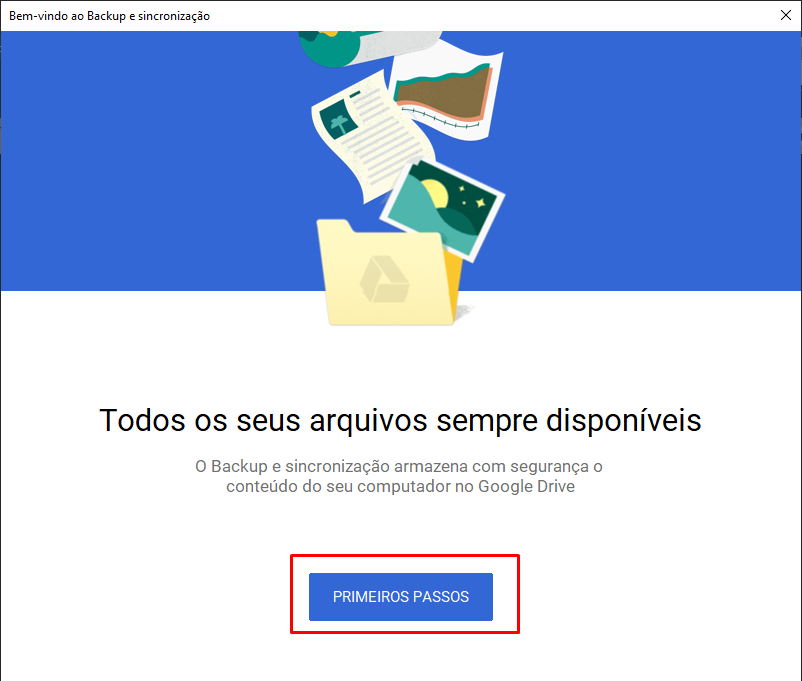 Bem-vindo ao Backup e sincronização
Todos os seus arquivos sempre disponíveis
O Backup e sincronização armazena com segurança o
conteúdo do seu computador no Google Drive
PRIMEIROS PASSOS